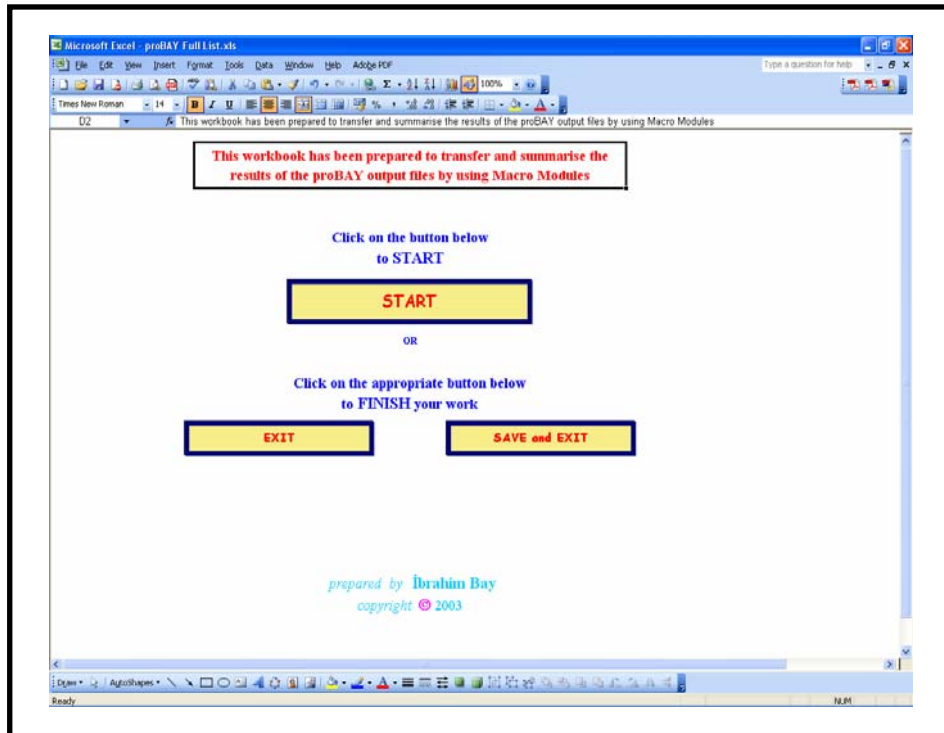 Microsoft Excel - proBAY Full List.xls
File Edit View Insert Format Tools Data Window Help Adobe PDF
Type a question for help
100%
Times New Roman 14 B I U
D2 fx This workbook has been prepared to transfer and summarise the results of the proBAY output files by using Macro Modules
This workbook has been prepared to transfer and summarise the
results of the proBAY output files by using Macro Modules
Click on the button below
to START
START
OR
Click on the appropriate button below
to FINISH your work
EXIT
SAVE and EXIT
prepared by İbrahim Bay
copyright © 2003
Draw AutoShapes
Ready
NUM